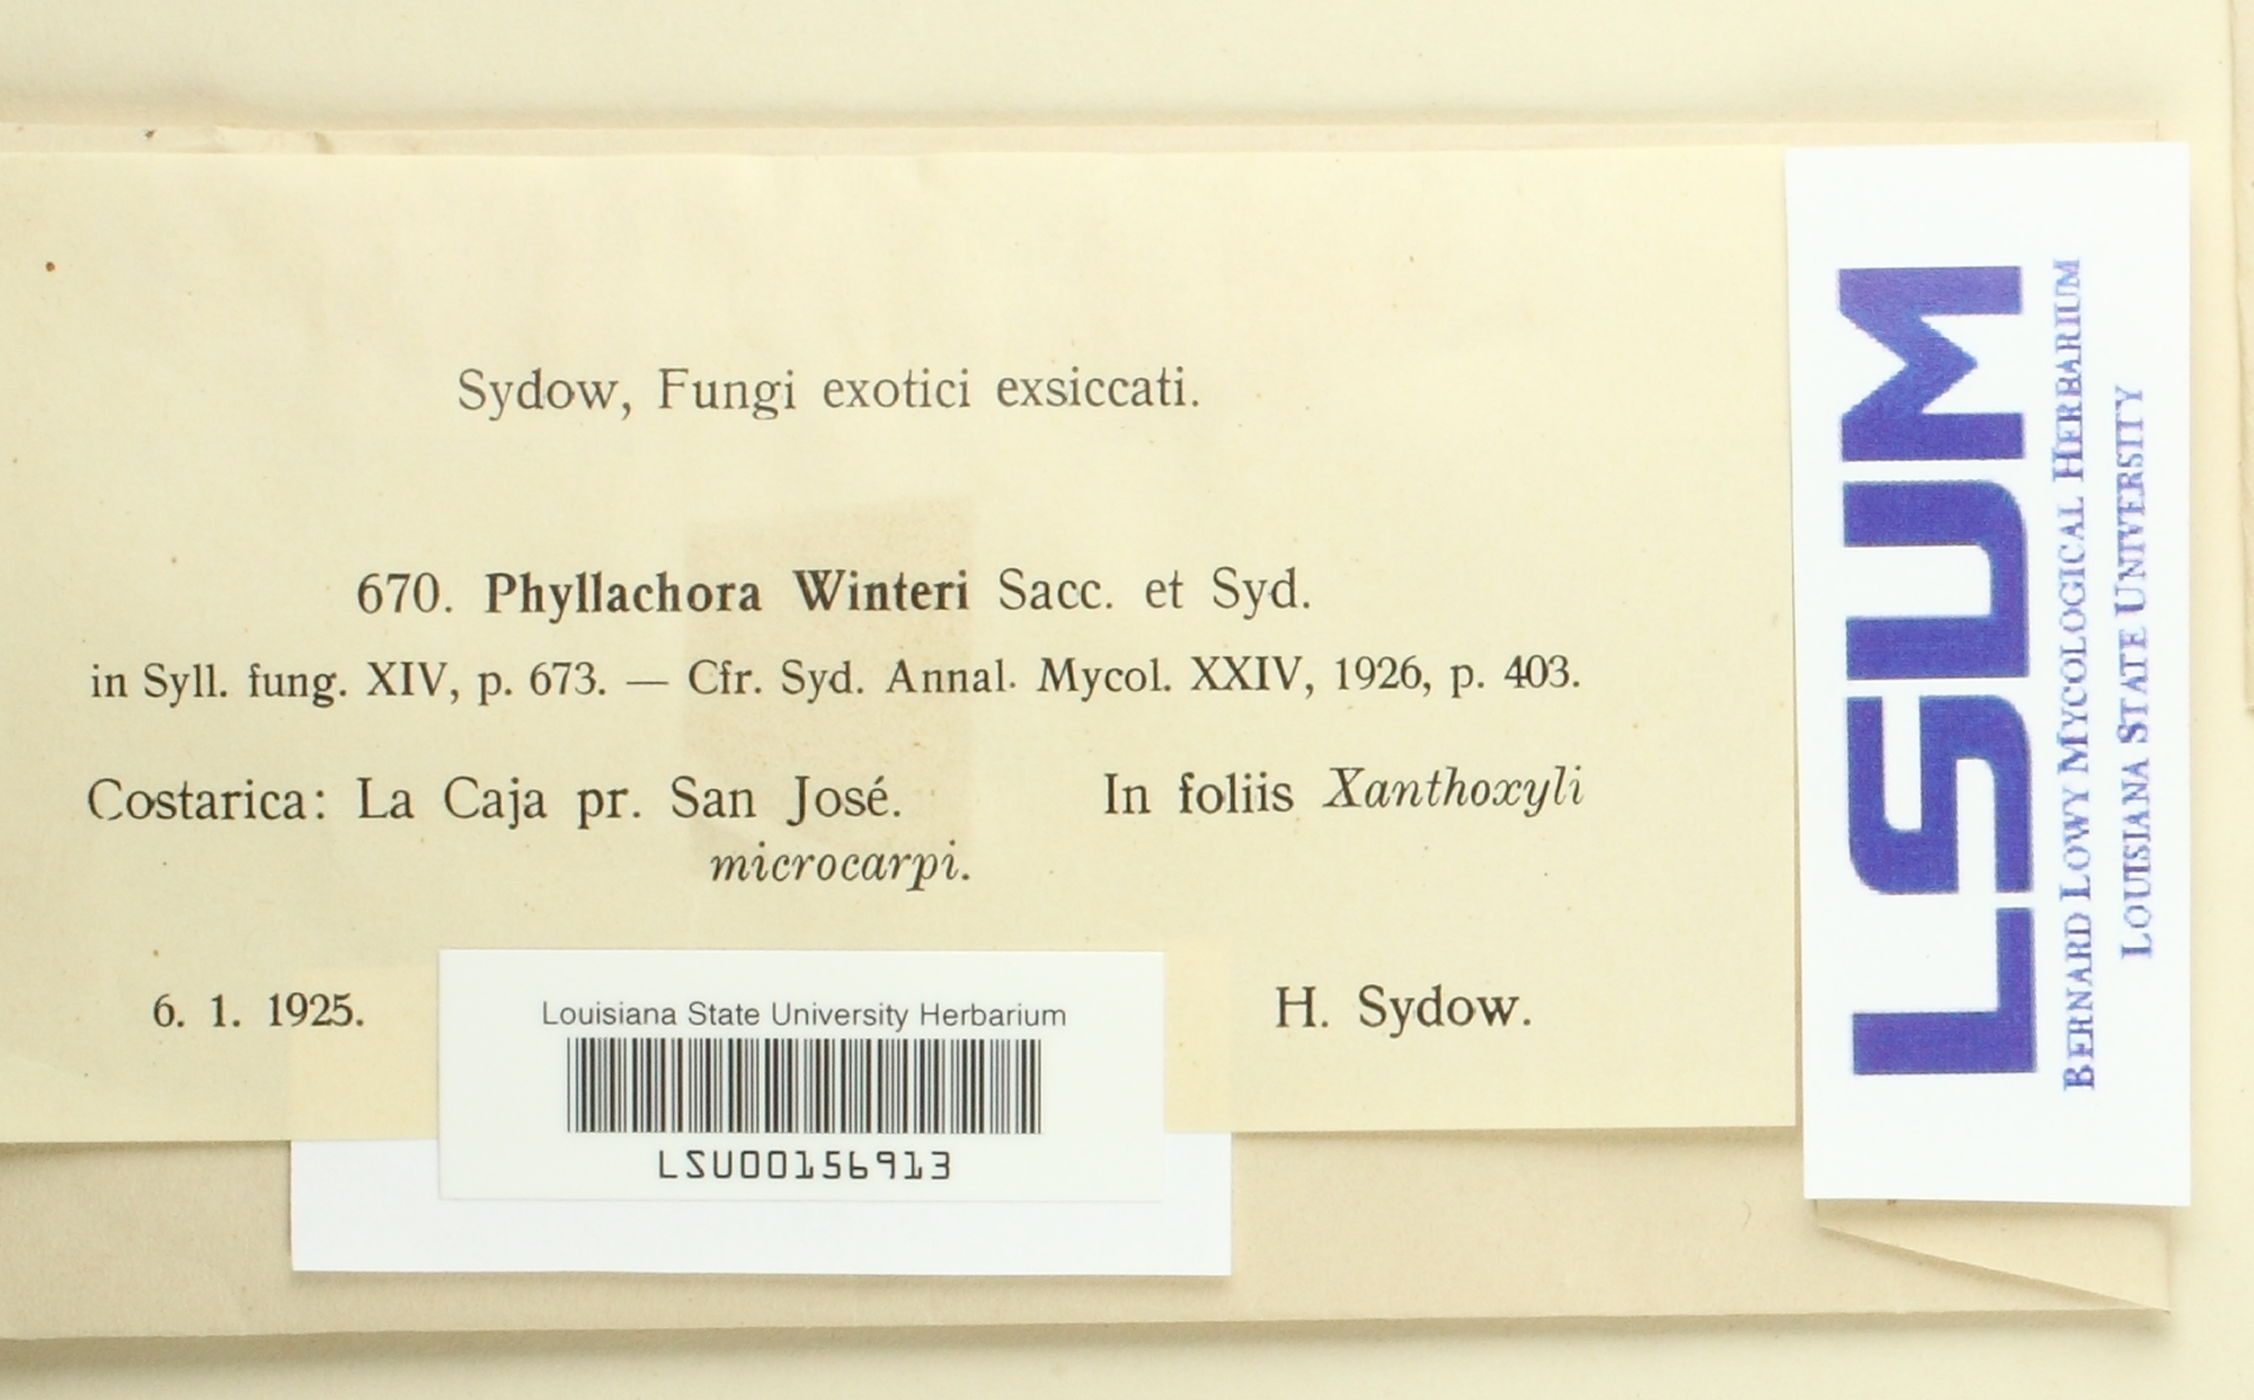 Sydow, Fungi exotici exsiccati.
670. Phyllachora Winteri Sacc. et Syd.
in Syll. fung. XIV, p. 673. — Cfr. Syd. Annal. Mycol. XXIV, 1926, p. 403.
Costarica: La Caja pr. San José. In foliis Xanthoxyli
microcarpi.
6. 1. 1925. H. Sydow.
Louisiana State University Herbarium
LSU00156913
LSUM
BERNARD LOWY MYCOLOGICAL HERBARIUM
LOUISIANA STATE UNIVERSITY